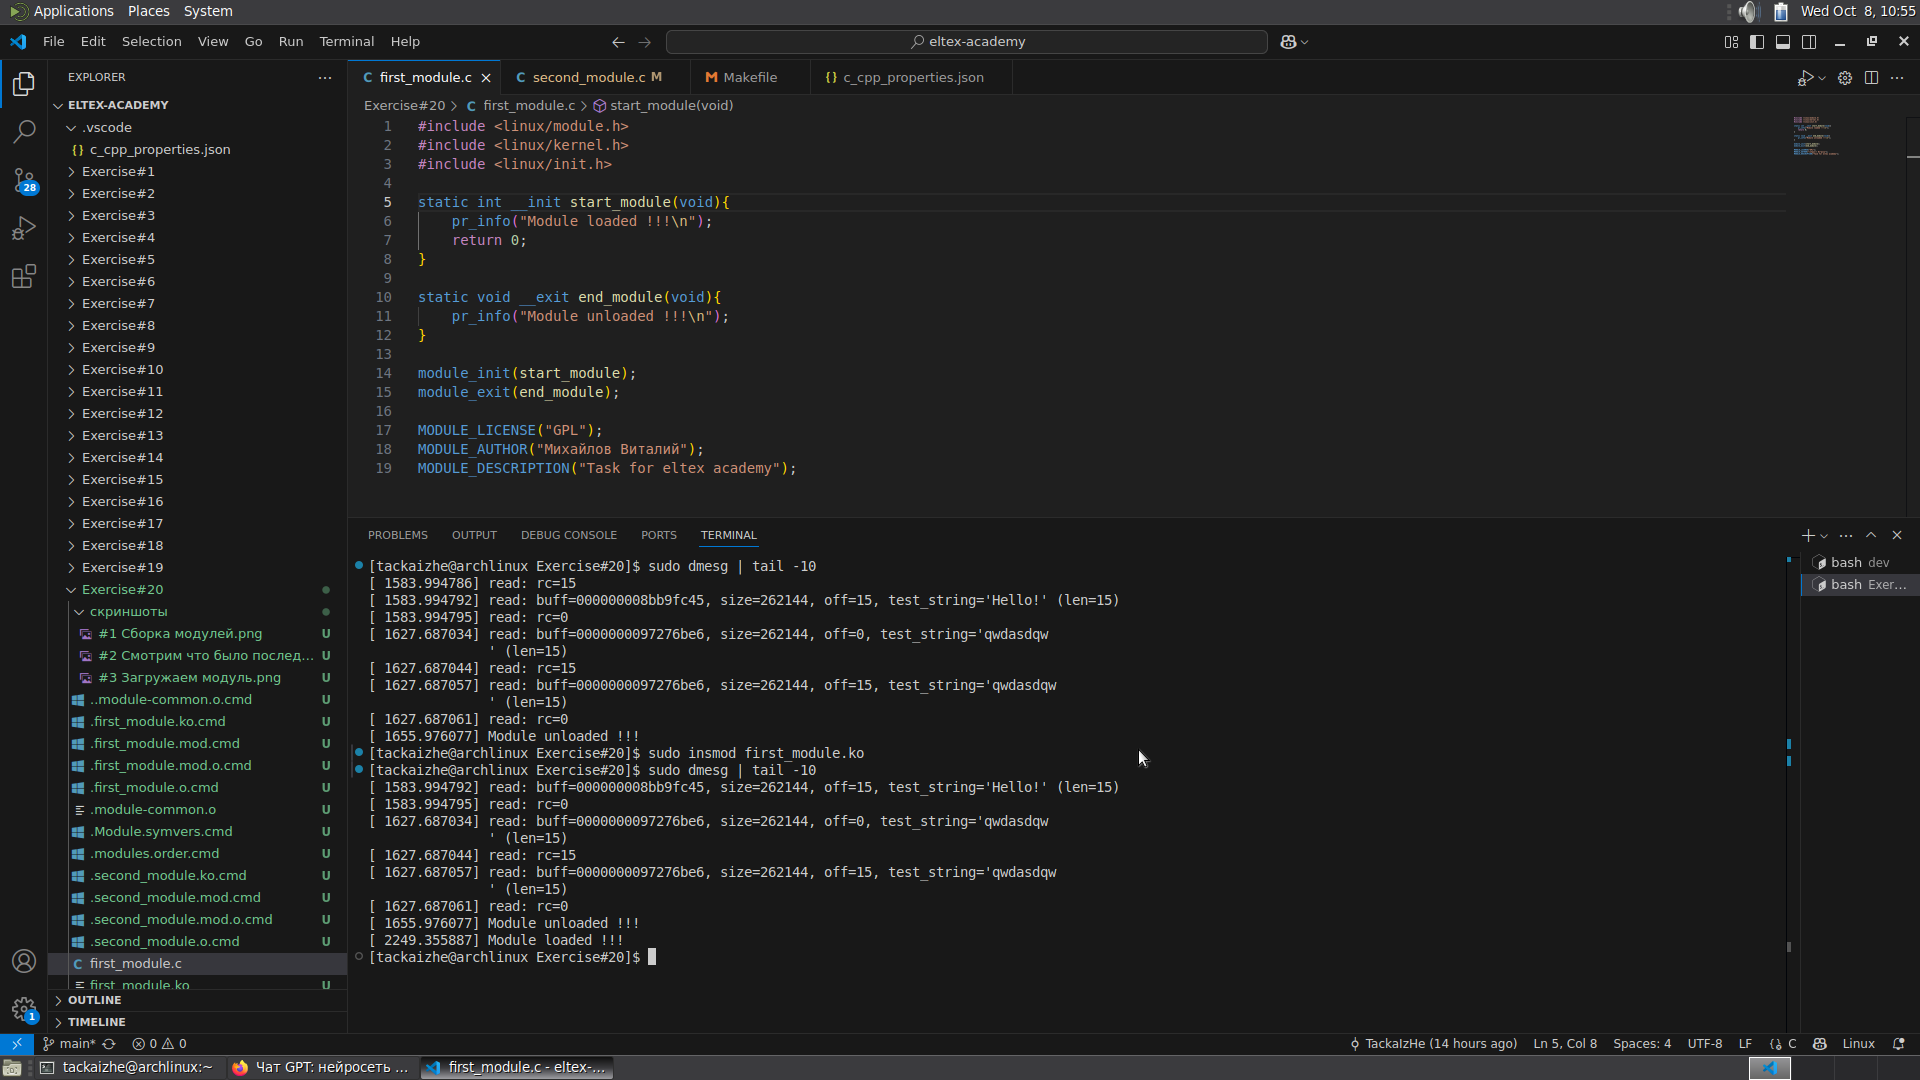 Applications Places System
Wed Oct 8, 10:55
File Edit Selection View Go Run Terminal Help
eltex-academy
EXPLORER
first_module.c
second_module.c M
Makefile
c_cpp_properties.json
ELTEX-ACADEMY
.vscode
c_cpp_properties.json
Exercise#1
Exercise#2
Exercise#3
Exercise#4
Exercise#5
Exercise#6
Exercise#7
Exercise#8
Exercise#9
Exercise#10
Exercise#11
Exercise#12
Exercise#13
Exercise#14
Exercise#15
Exercise#16
Exercise#17
Exercise#18
Exercise#19
Exercise#20
скриншоты
#1 Сборка модулей.png U
#2 Смотрим что было послед... U
#3 Загружаем модуль.png U
..module-common.o.cmd U
.first_module.ko.cmd U
.first_module.mod.cmd U
.first_module.mod.o.cmd U
.first_module.o.cmd U
.module-common.o U
.Module.symvers.cmd U
.modules.order.cmd U
.second_module.ko.cmd U
.second_module.mod.cmd U
.second_module.mod.o.cmd U
.second_module.o.cmd U
first_module.c
first_module.ko U
OUTLINE
TIMELINE
28
1
Exercise#20 > first_module.c > start_module(void)
1 #include <linux/module.h>
2 #include <linux/kernel.h>
3 #include <linux/init.h>
4
5 static int __init start_module(void){
6 pr_info("Module loaded !!!\n");
7 return 0;
8 }
9
10 static void __exit end_module(void){
11 pr_info("Module unloaded !!!\n");
12 }
13
14 module_init(start_module);
15 module_exit(end_module);
16
17 MODULE_LICENSE("GPL");
18 MODULE_AUTHOR("Михайлов Виталий");
19 MODULE_DESCRIPTION("Task for eltex academy");
PROBLEMS OUTPUT DEBUG CONSOLE PORTS TERMINAL
[tackaizhe@archlinux Exercise#20]$ sudo dmesg | tail -10
[ 1583.994786] read: rc=15
[ 1583.994792] read: buff=000000008bb9fc45, size=262144, off=15, test_string='Hello!' (len=15)
[ 1583.994795] read: rc=0
[ 1627.687034] read: buff=0000000097276be6, size=262144, off=0, test_string='qwdasdqw
' (len=15)
[ 1627.687044] read: rc=15
[ 1627.687057] read: buff=0000000097276be6, size=262144, off=15, test_string='qwdasdqw
' (len=15)
[ 1627.687061] read: rc=0
[ 1655.976077] Module unloaded !!!
[tackaizhe@archlinux Exercise#20]$ sudo insmod first_module.ko
[tackaizhe@archlinux Exercise#20]$ sudo dmesg | tail -10
[ 1583.994792] read: buff=000000008bb9fc45, size=262144, off=15, test_string='Hello!' (len=15)
[ 1583.994795] read: rc=0
[ 1627.687034] read: buff=0000000097276be6, size=262144, off=0, test_string='qwdasdqw
' (len=15)
[ 1627.687044] read: rc=15
[ 1627.687057] read: buff=0000000097276be6, size=262144, off=15, test_string='qwdasdqw
' (len=15)
[ 1627.687061] read: rc=0
[ 1655.976077] Module unloaded !!!
[ 2249.355887] Module loaded !!!
[tackaizhe@archlinux Exercise#20]$
bash dev
bash Exer...
main* 0 0
TackaIzHe (14 hours ago) Ln 5, Col 8 Spaces: 4 UTF-8 LF C Linux
tackaizhe@archlinux:~
Чат GPT: нейросеть ...
first_module.c - eltex-...